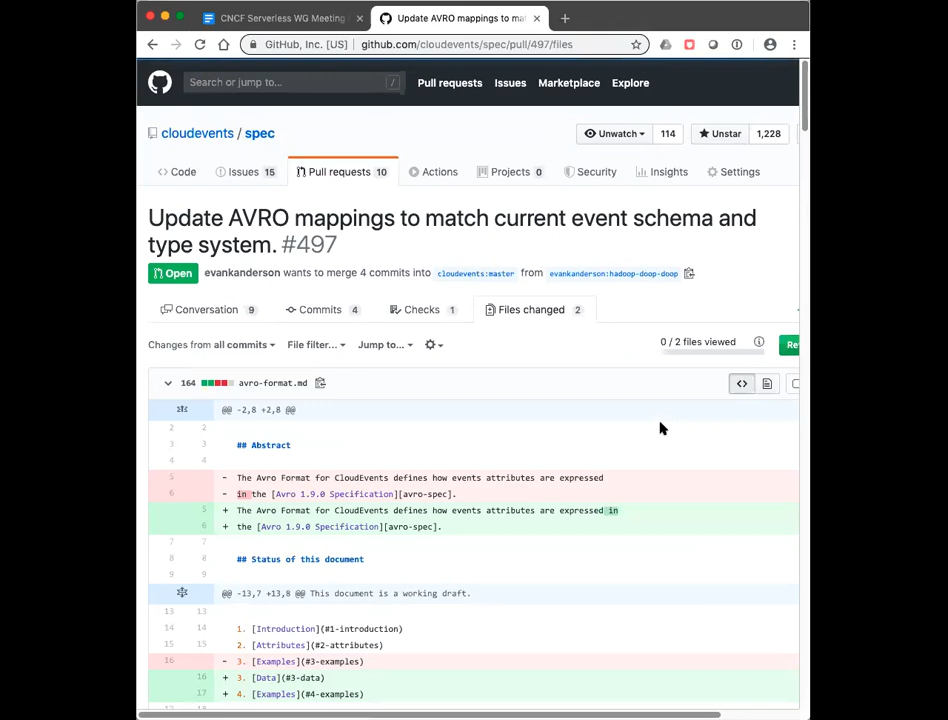 CNCF Serverless WG Meeting
Update AVRO mappings to mat
GitHub, Inc. [US] | github.com/cloudevents/spec/pull/497/files
Search or jump to... /
Pull requests Issues Marketplace Explore
cloudevents / spec
Unwatch 114 Unstar 1,228
Code Issues 15 Pull requests 10 Actions Projects 0 Security Insights Settings
Update AVRO mappings to match current event schema and
type system. #497
Open evankanderson wants to merge 4 commits into cloudevents:master from evankanderson:hadoop-doop-doop
Conversation 9 Commits 4 Checks 1 Files changed 2
Changes from all commits File filter... Jump to... 0 / 2 files viewed Re
164 avro-format.md
@@ -2,8 +2,8 @@
2 2
3 3 ## Abstract
4 4
5 - The Avro Format for CloudEvents defines how events attributes are expressed
6 - in the [Avro 1.9.0 Specification][avro-spec].
5 + The Avro Format for CloudEvents defines how events attributes are expressed in
6 + the [Avro 1.9.0 Specification][avro-spec].
7 7
8 8 ## Status of this document
9 9
@@ -13,7 +13,8 @@ This document is a working draft.
13 13
14 14 1. [Introduction](#1-introduction)
15 15 2. [Attributes](#2-attributes)
16 - 3. [Examples](#3-examples)
16 + 3. [Data](#3-data)
17 + 4. [Examples](#4-examples)